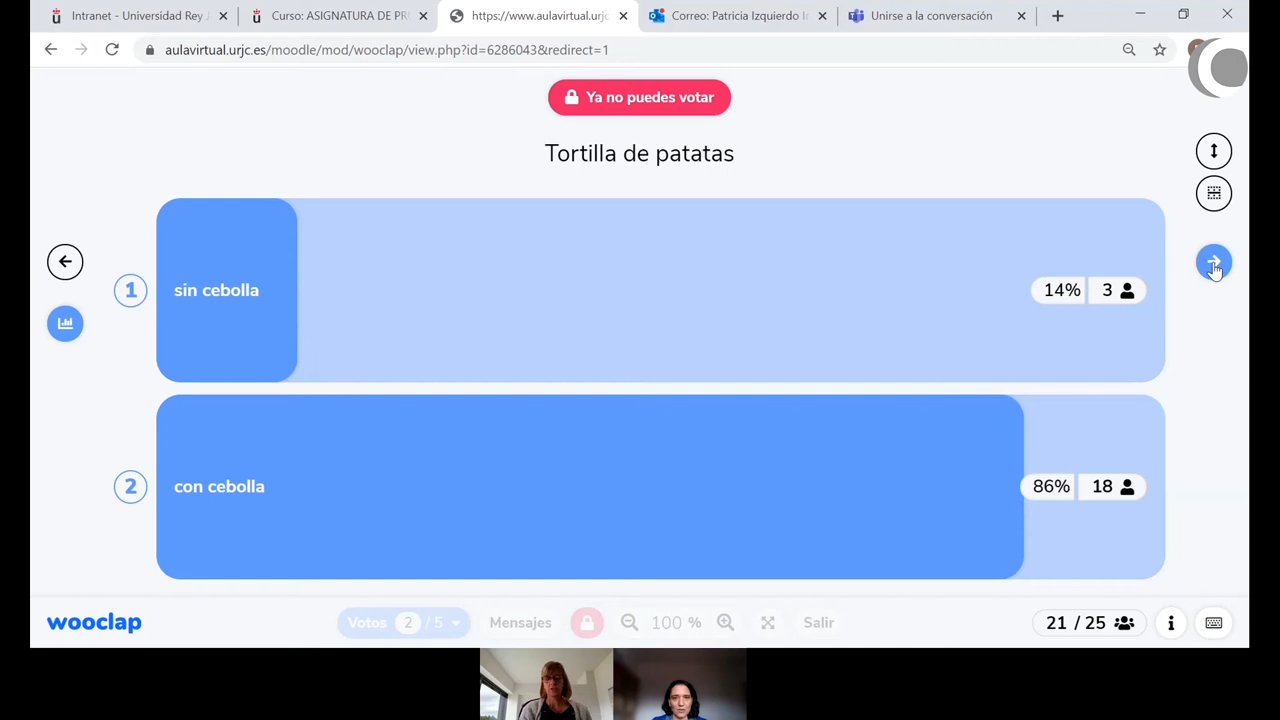 Intranet - Universidad Rey J
Curso: ASIGNATURA DE PR
https://www.aulavirtual.urjc
Correo: Patricia Izquierdo I
Unirse a la conversación
aulavirtual.urjc.es/moodle/mod/wooclap/view.php?id=6286043&redirect=1
Ya no puedes votar
Tortilla de patatas
1 sin cebolla 14% 3
2 con cebolla 86% 18
wooclap Votos 2 / 5 Mensajes 100 % Salir 21 / 25